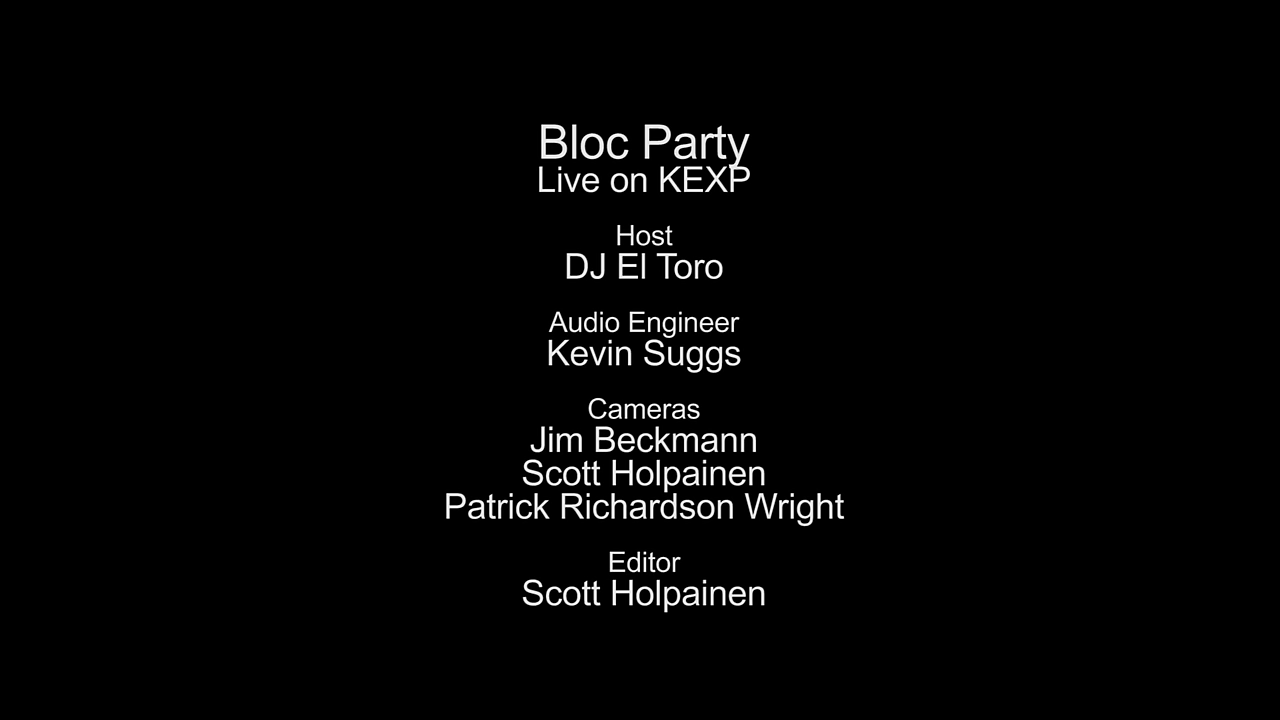 Bloc Party
Live on KEXP
Host
DJ El Toro
Audio Engineer
Kevin Suggs
Cameras
Jim Beckmann
Scott Holpainen
Patrick Richardson Wright
Editor
Scott Holpainen